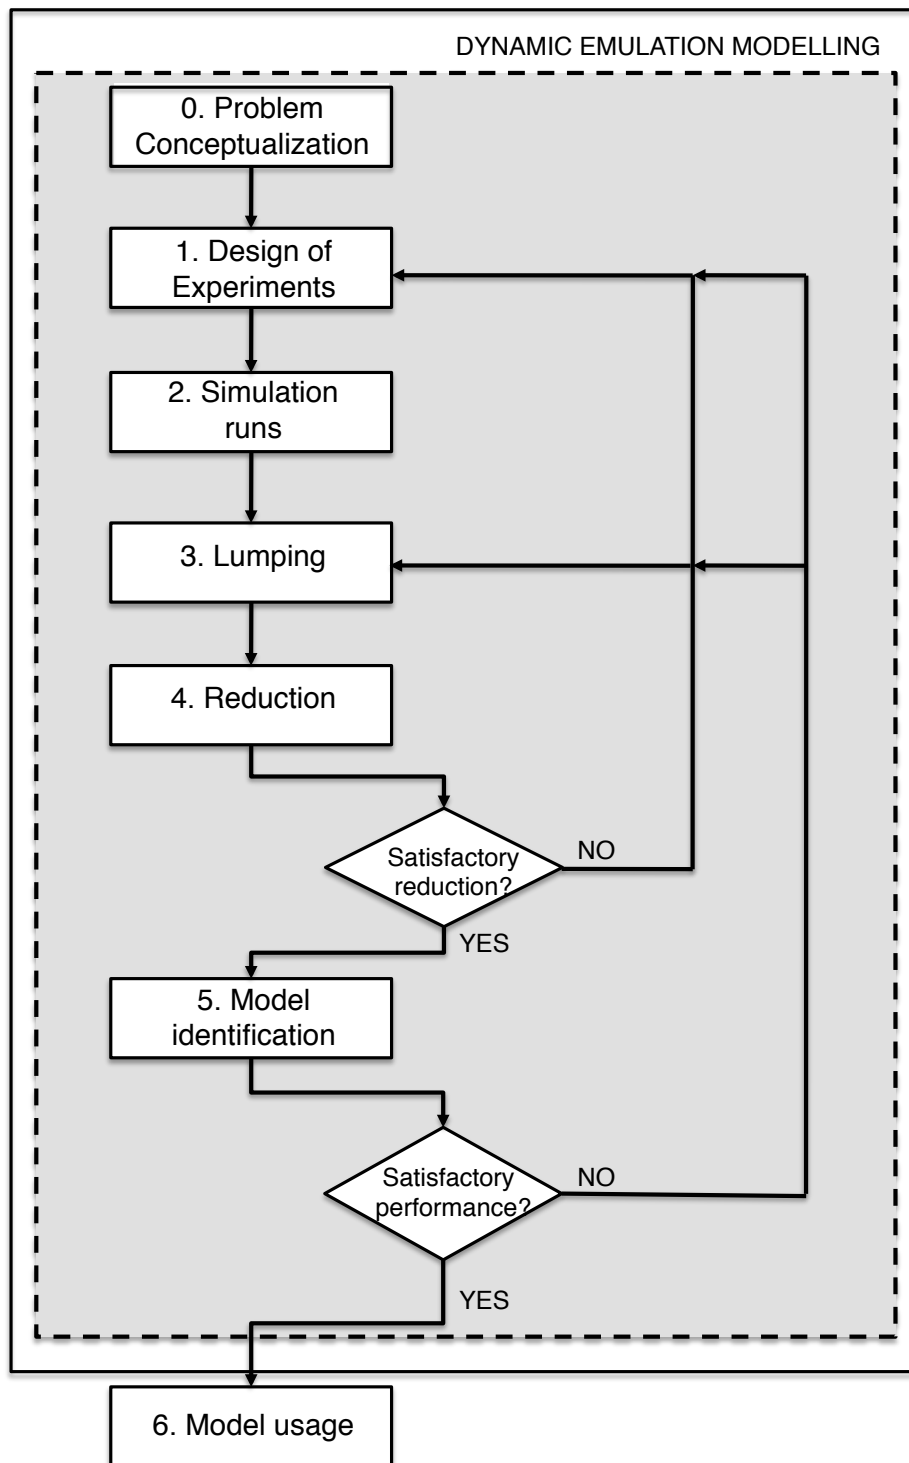 DYNAMIC EMULATION MODELLING
0. Problem
Conceptualization
1. Design of
Experiments
2. Simulation
runs
3. Lumping
4. Reduction
Satisfactory
reduction?
NO
YES
5. Model
identification
Satisfactory
performance?
NO
YES
6. Model usage